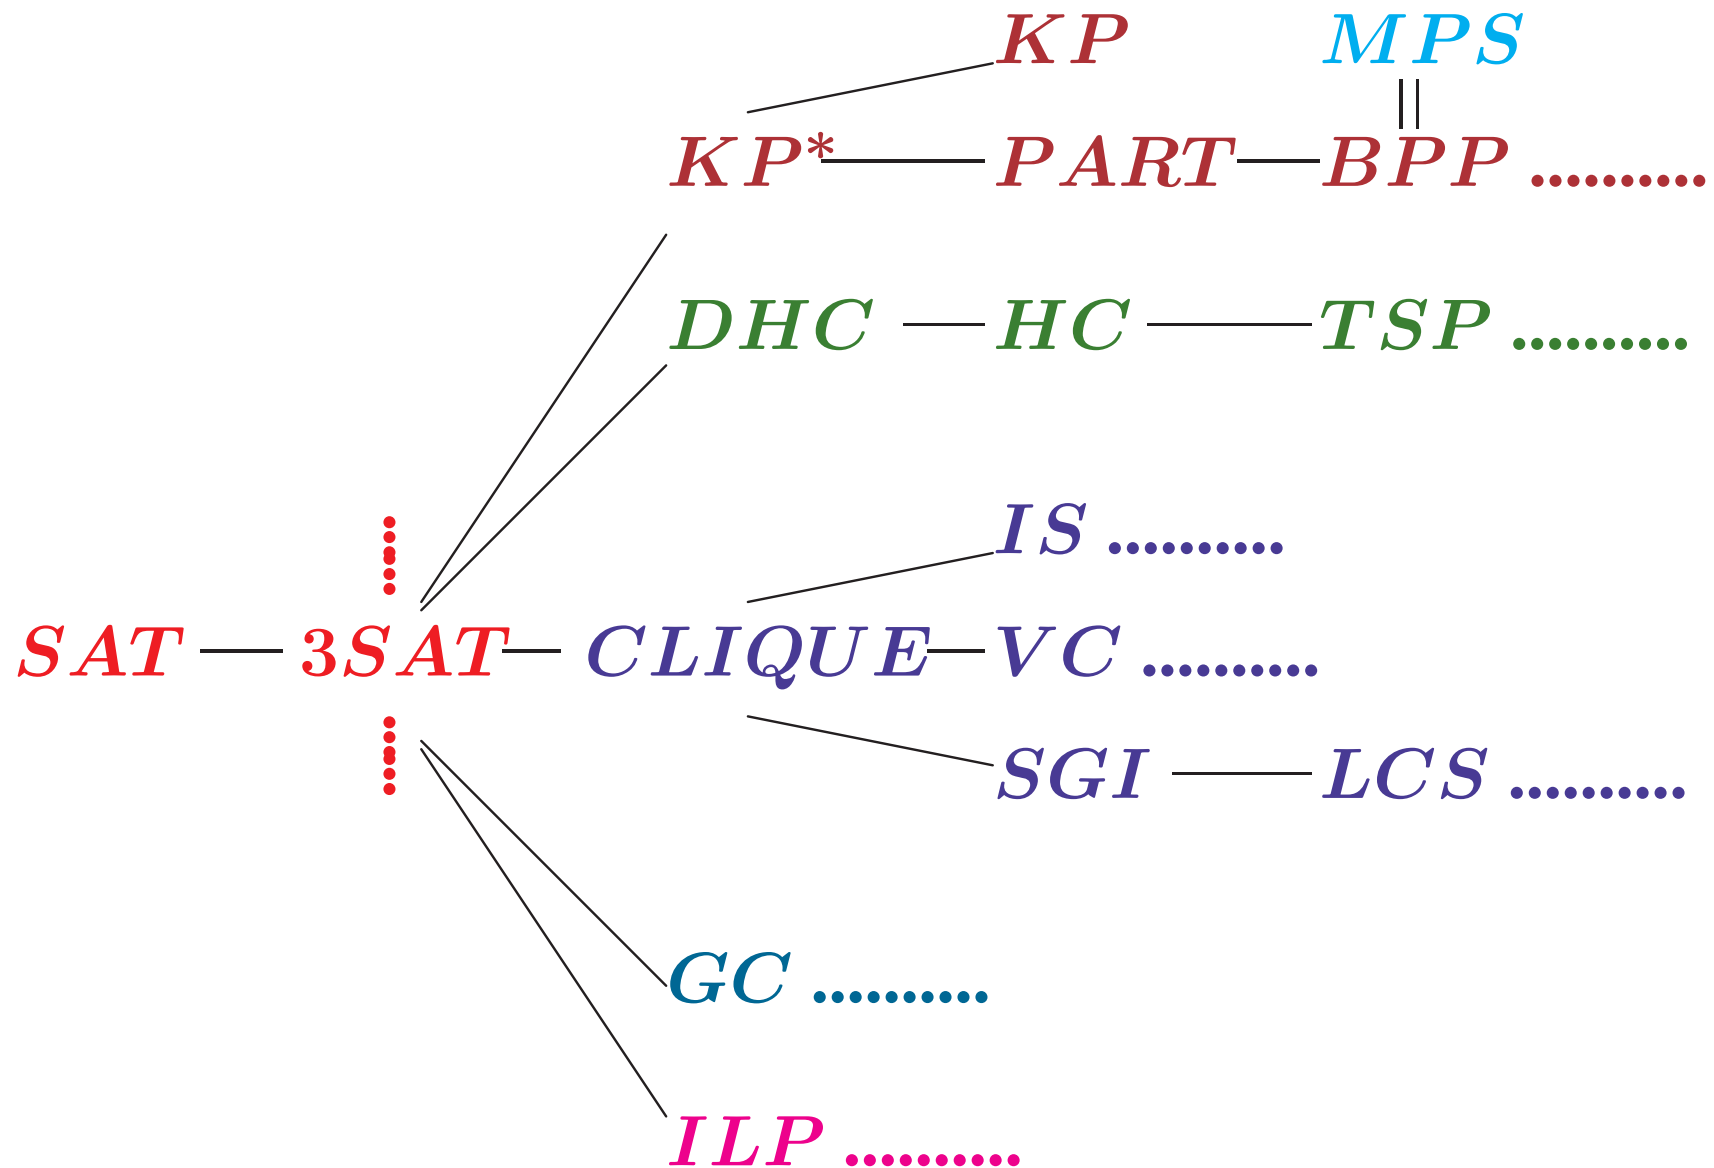 KP MPS
KP* PART BPP ..........
DHC HC TSP ..........
IS ..........
SAT 3SAT CLIQUE VC ..........
SGI LCS ..........
GC ..........
ILP ..........